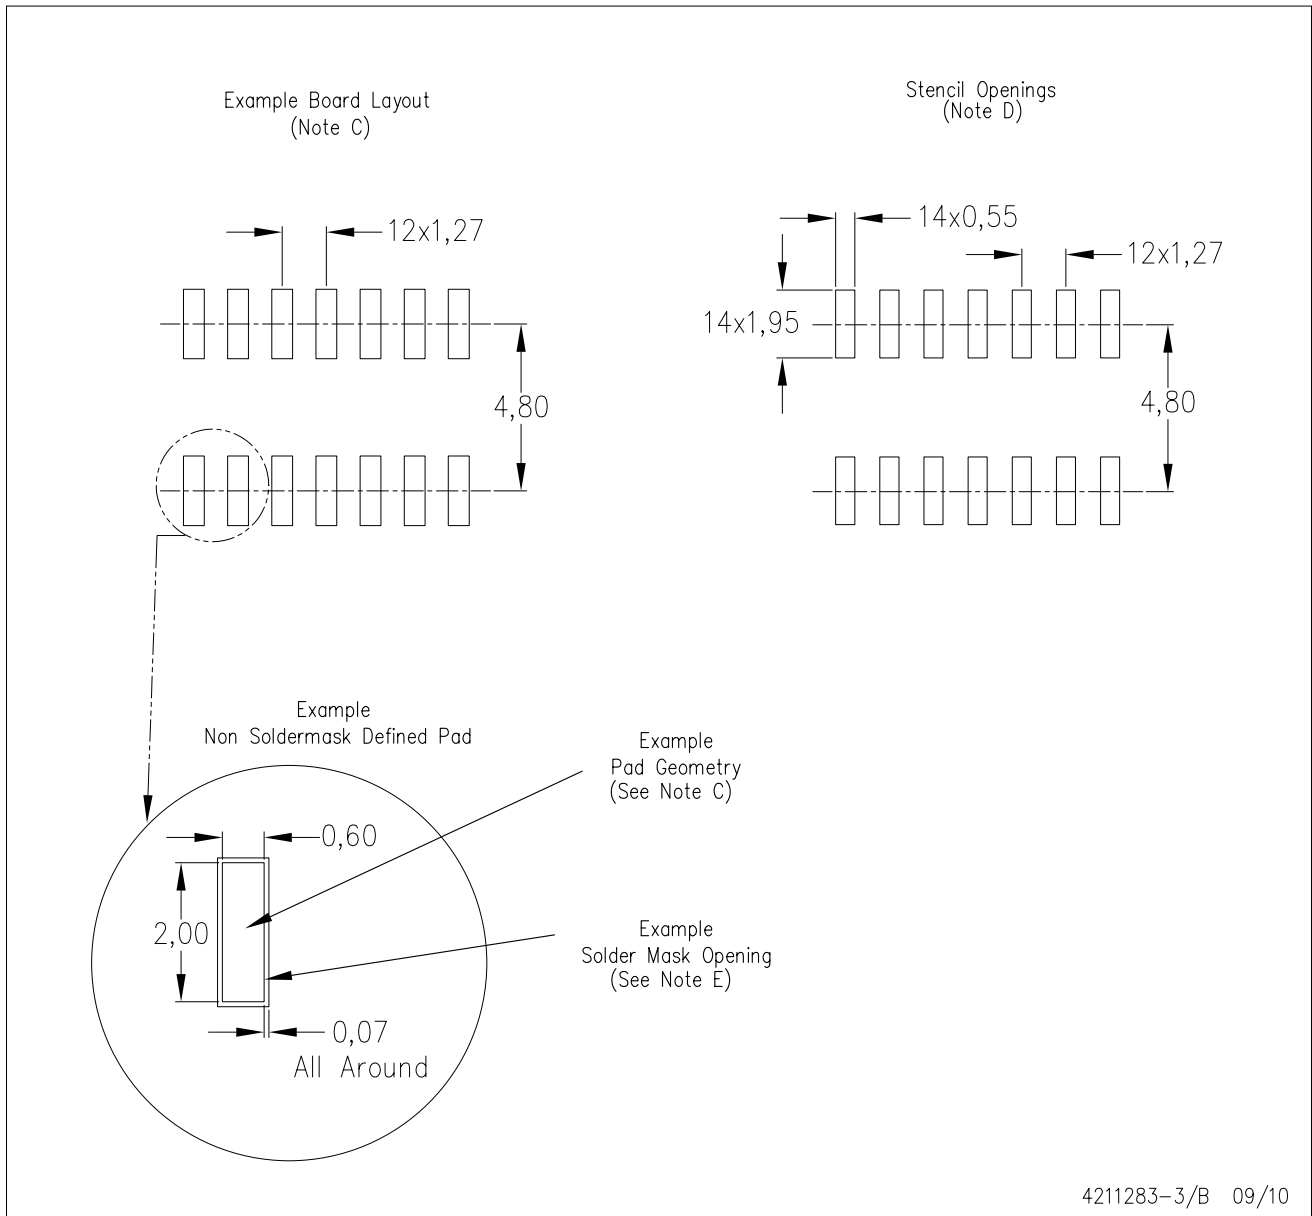 Example Board Layout
(Note C)
Stencil Openings
(Note D)
12x1,27
14x0,55
12x1,27
14x1,95
4,80
4,80
Example
Non Soldermask Defined Pad
Example
Pad Geometry
(See Note C)
0,60
2,00
Example
Solder Mask Opening
(See Note E)
0,07
All Around
4211283-3/B 09/10